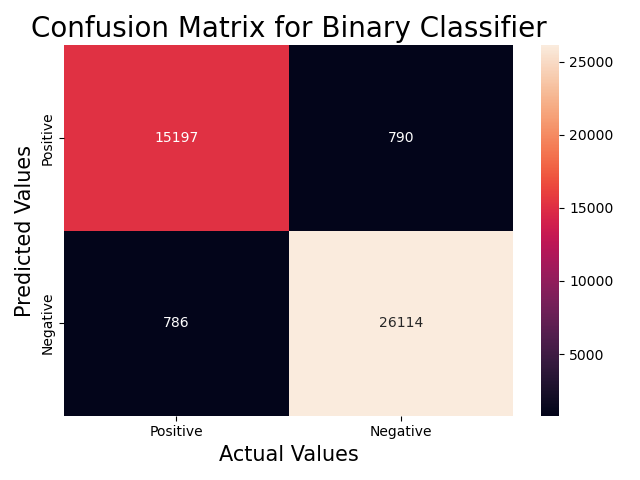 Confusion Matrix for Binary Classifier
Predicted Values
Positive
Negative
15197
790
786
26114
Positive
Negative
Actual Values
25000
20000
15000
10000
5000